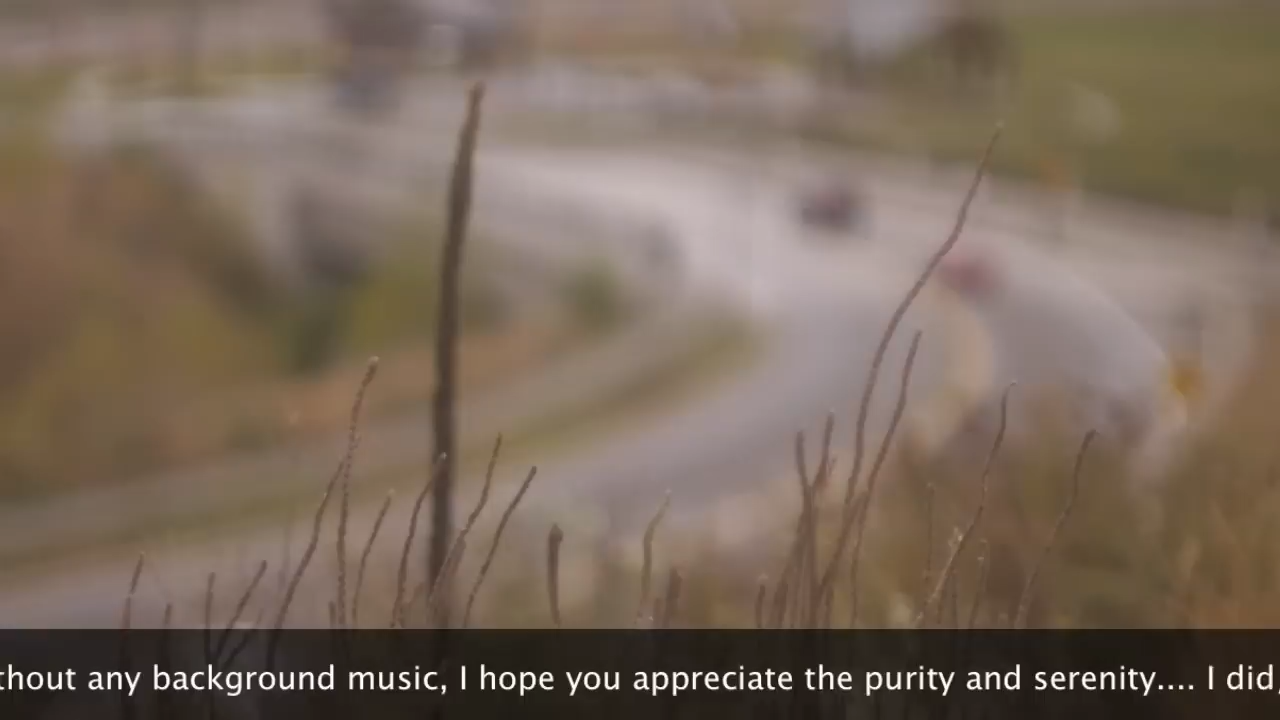 thout any background music, I hope you appreciate the purity and serenity.... I did,